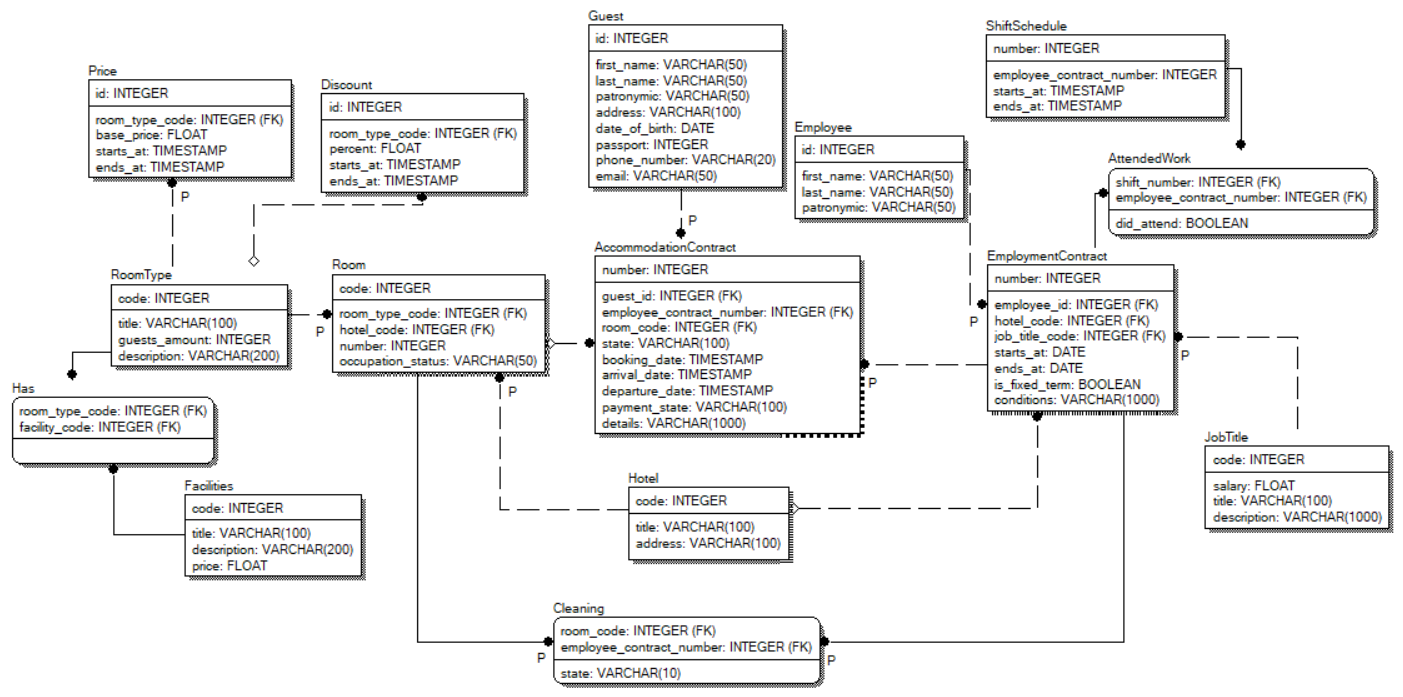 Guest
id: INTEGER
first_name: VARCHAR(50)
last_name: VARCHAR(50)
patronymic: VARCHAR(50)
address: VARCHAR(100)
date_of_birth: DATE
passport: INTEGER
phone_number: VARCHAR(20)
email: VARCHAR(50)
P
ShiftSchedule
number: INTEGER
employee_contract_number: INTEGER
starts_at: TIMESTAMP
ends_at: TIMESTAMP
Price
id: INTEGER
room_type_code: INTEGER (FK)
base_price: FLOAT
starts_at: TIMESTAMP
ends_at: TIMESTAMP
P
Discount
id: INTEGER
room_type_code: INTEGER (FK)
percent: FLOAT
starts_at: TIMESTAMP
ends_at: TIMESTAMP
Employee
id: INTEGER
first_name: VARCHAR(50)
last_name: VARCHAR(50)
patronymic: VARCHAR(50)
AttendedWork
shift_number: INTEGER (FK)
employee_contract_number: INTEGER (FK)
did_attend: BOOLEAN
RoomType
code: INTEGER
title: VARCHAR(100)
guests_amount: INTEGER
description: VARCHAR(200)
P
Room
code: INTEGER
room_type_code: INTEGER (FK)
hotel_code: INTEGER (FK)
number: INTEGER
occupation_status: VARCHAR(50)
P
AccommodationContract
number: INTEGER
guest_id: INTEGER (FK)
employee_contract_number: INTEGER (FK)
room_code: INTEGER (FK)
state: VARCHAR(100)
booking_date: TIMESTAMP
arrival_date: TIMESTAMP
departure_date: TIMESTAMP
payment_state: VARCHAR(100)
details: VARCHAR(1000)
P
P
EmploymentContract
number: INTEGER
employee_id: INTEGER (FK)
hotel_code: INTEGER (FK)
job_title_code: INTEGER (FK)
starts_at: DATE
ends_at: DATE
is_fixed_term: BOOLEAN
conditions: VARCHAR(1000)
P
Has
room_type_code: INTEGER (FK)
facility_code: INTEGER (FK)
JobTitle
code: INTEGER
salary: FLOAT
title: VARCHAR(100)
description: VARCHAR(1000)
Facilities
code: INTEGER
title: VARCHAR(100)
description: VARCHAR(200)
price: FLOAT
Hotel
code: INTEGER
title: VARCHAR(100)
address: VARCHAR(100)
Cleaning
room_code: INTEGER (FK)
employee_contract_number: INTEGER (FK)
state: VARCHAR(10)
P
P